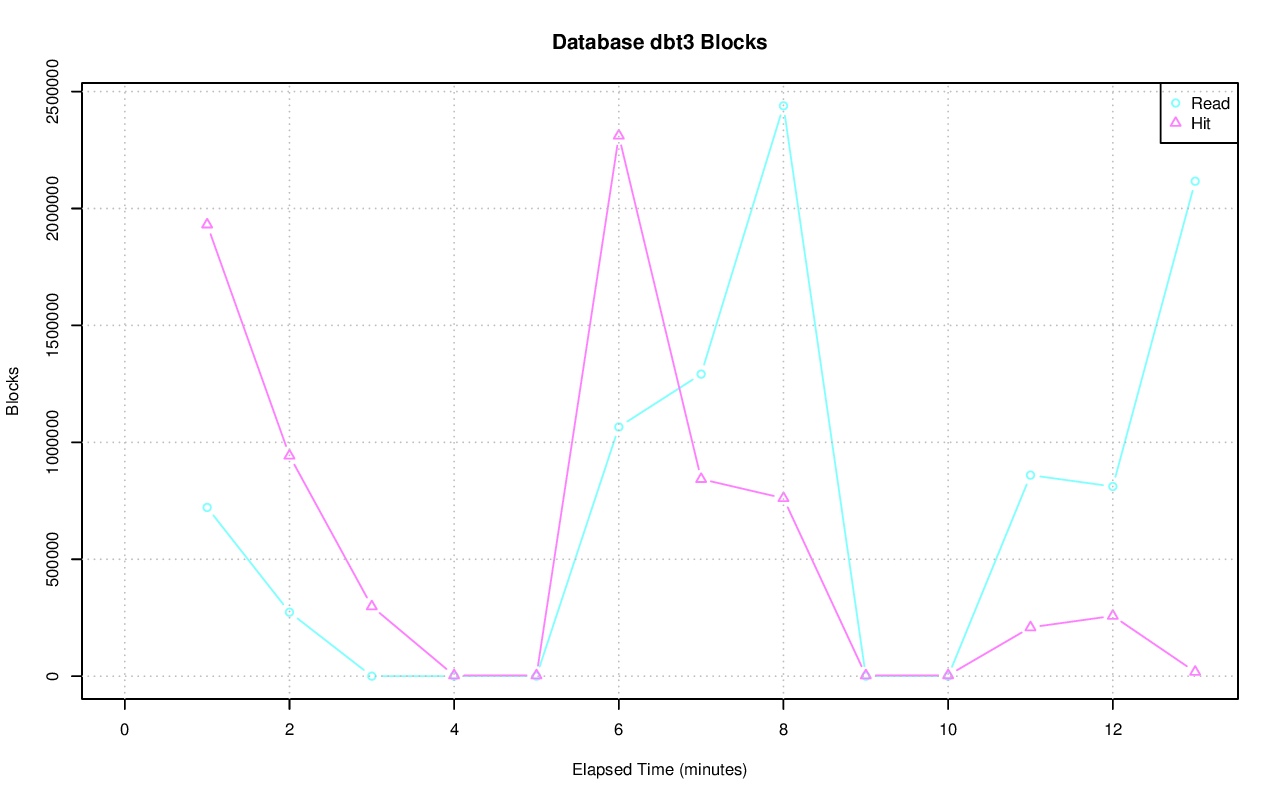 Database dbt3 Blocks
Read
Hit
Blocks
2500000
2000000
1500000
1000000
500000
0
0 2 4 6 8 10 12
Elapsed Time (minutes)